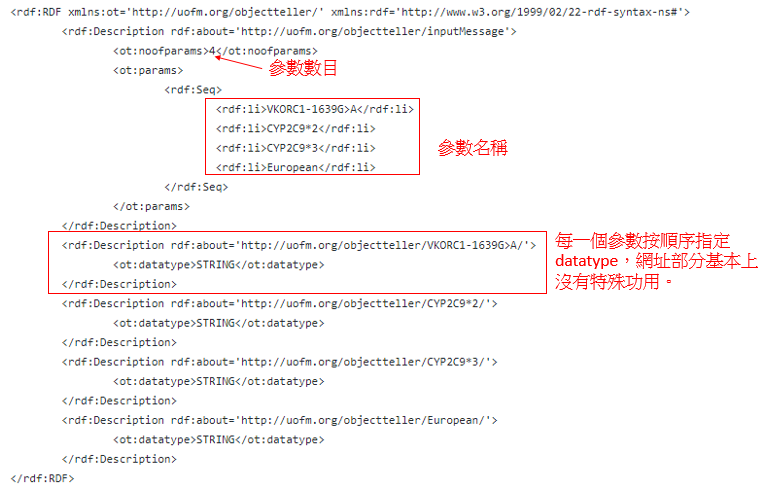 <rdf:RDF xmlns:ot='http://uofm.org/objectteller/' xmlns:rdf='http://www.w3.org/1999/02/22-rdf-syntax-ns#'>
<rdf:Description rdf:about='http://uofm.org/objectteller/inputMessage'>
<ot:noofparams>4</ot:noofparams>
參數數目
<ot:params>
<rdf:Seq>
<rdf:li>VKORC1-1639G>A</rdf:li>
<rdf:li>CYP2C9*2</rdf:li>
<rdf:li>CYP2C9*3</rdf:li>
參數名稱
<rdf:li>European</rdf:li>
</rdf:Seq>
</ot:params>
</rdf:Description>
<rdf:Description rdf:about='http://uofm.org/objectteller/VKORC1-1639G>A/'>
<ot:datatype>STRING</ot:datatype>
</rdf:Description>
每一個參數按順序指定
datatype，網址部分基本上
沒有特殊功用。
<rdf:Description rdf:about='http://uofm.org/objectteller/CYP2C9*2/'>
<ot:datatype>STRING</ot:datatype>
</rdf:Description>
<rdf:Description rdf:about='http://uofm.org/objectteller/CYP2C9*3/'>
<ot:datatype>STRING</ot:datatype>
</rdf:Description>
<rdf:Description rdf:about='http://uofm.org/objectteller/European/'>
<ot:datatype>STRING</ot:datatype>
</rdf:Description>
</rdf:RDF>